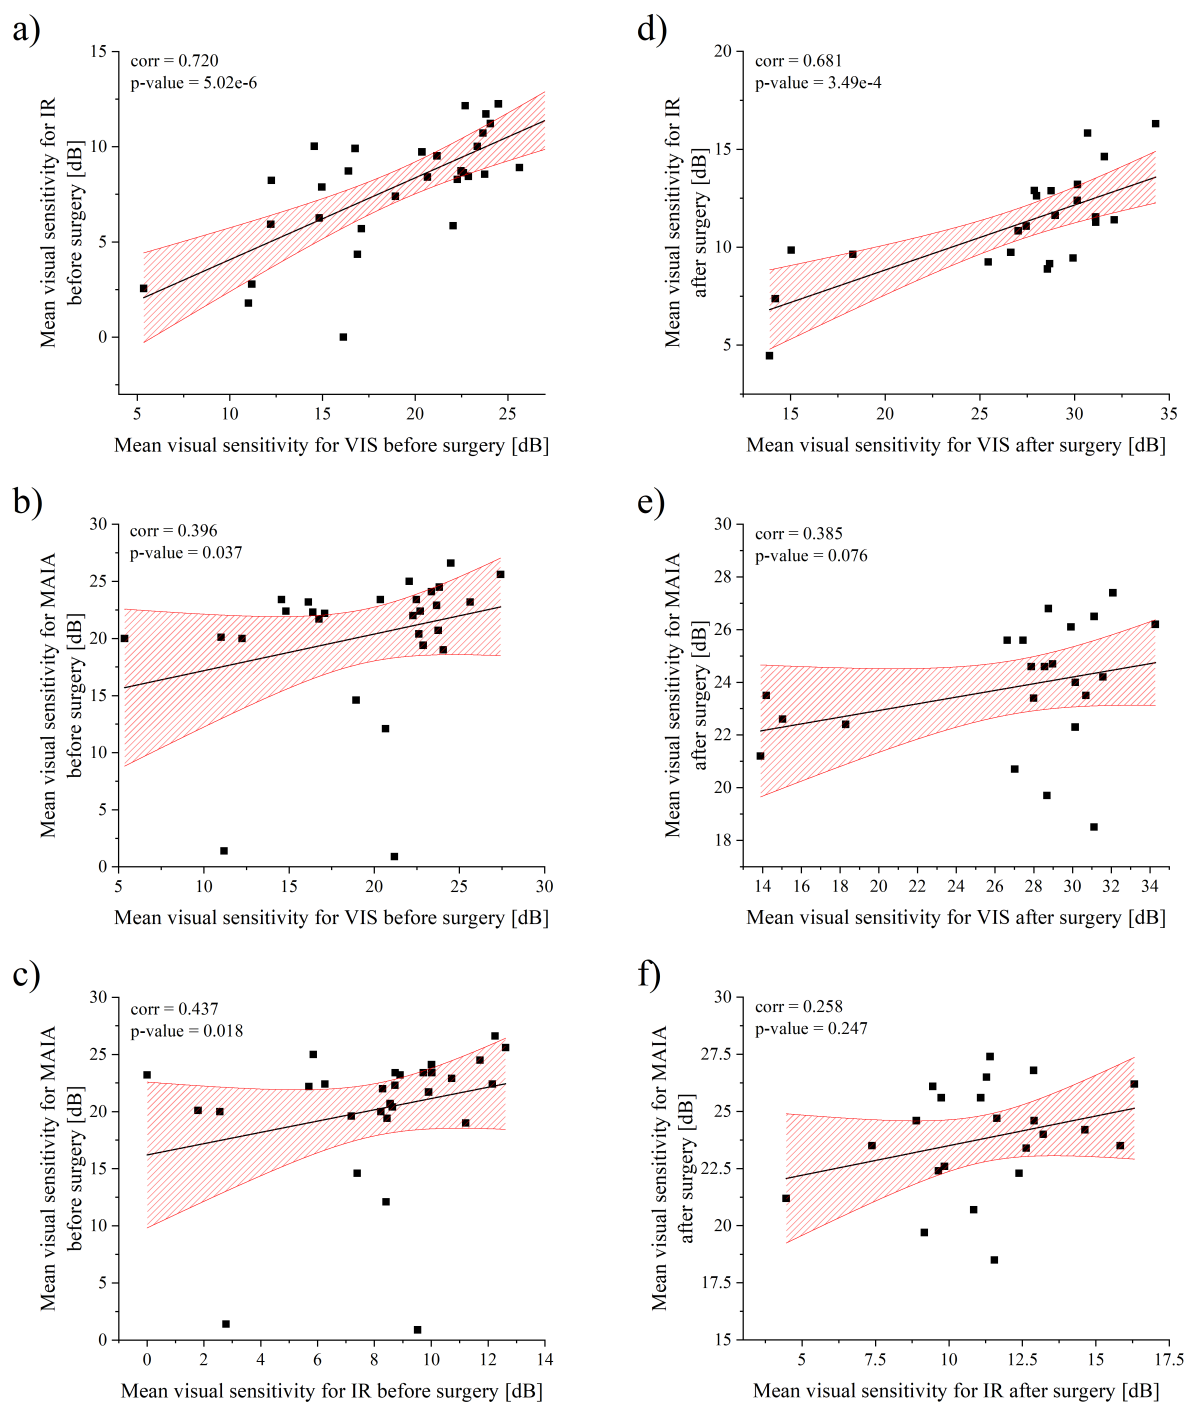 a)
corr = 0.720
p-value = 5.02e-6
Mean visual sensitivity for IR
before surgery [dB]
15
10
5
0
5
10
15
20
25
Mean visual sensitivity for VIS before surgery [dB]
d)
corr = 0.681
p-value = 3.49e-4
Mean visual sensitivity for IR
after surgery [dB]
20
15
10
5
15
20
25
30
35
Mean visual sensitivity for VIS after surgery [dB]
b)
corr = 0.396
p-value = 0.037
Mean visual sensitivity for MAIA
before surgery [dB]
30
25
20
15
10
5
0
5
10
15
20
25
30
Mean visual sensitivity for VIS before surgery [dB]
e)
corr = 0.385
p-value = 0.076
Mean visual sensitivity for MAIA
after surgery [dB]
30
28
26
24
22
20
18
14
16
18
20
22
24
26
28
30
32
34
Mean visual sensitivity for VIS after surgery [dB]
c)
corr = 0.437
p-value = 0.018
Mean visual sensitivity for MAIA
before surgery [dB]
30
25
20
15
10
5
0
0
2
4
6
8
10
12
14
Mean visual sensitivity for IR before surgery [dB]
f)
corr = 0.258
p-value = 0.247
Mean visual sensitivity for MAIA
after surgery [dB]
30
27.5
25
22.5
20
17.5
15
5
7.5
10
12.5
15
17.5
Mean visual sensitivity for IR after surgery [dB]